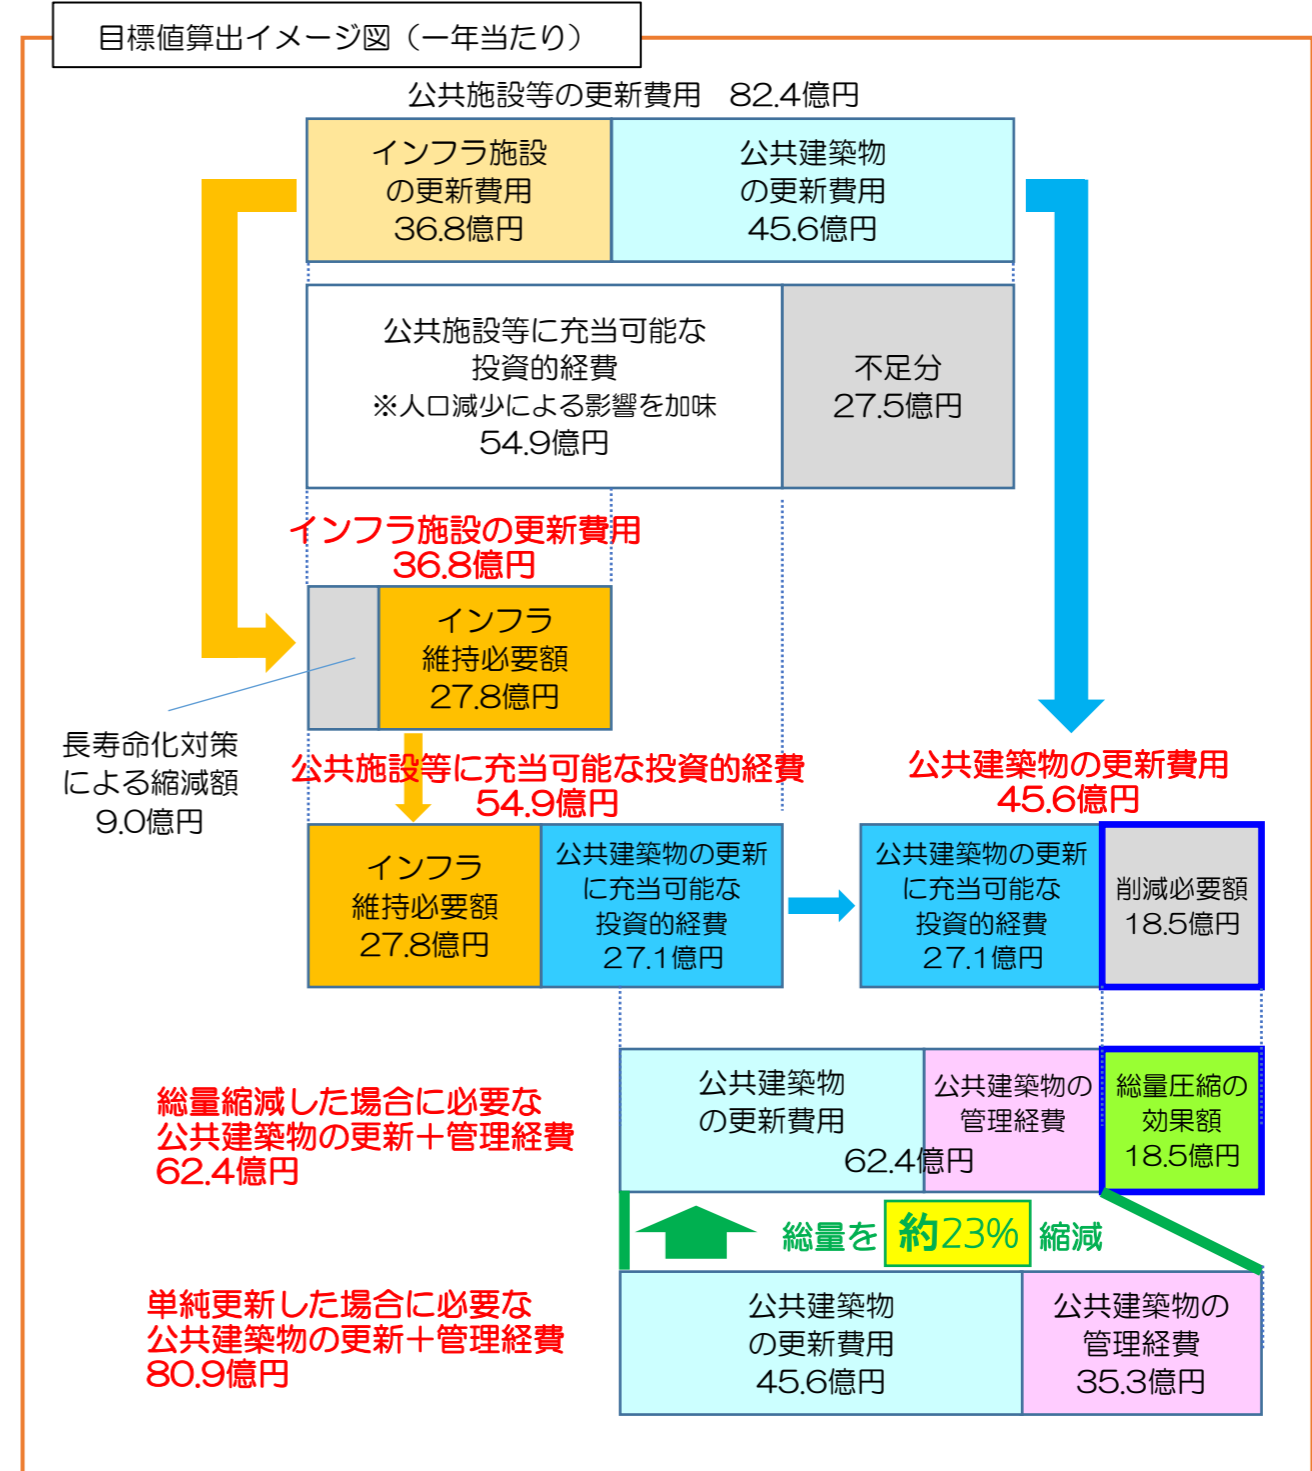 目標値算出イメージ図（一年当たり）
公共施設等の更新費用　82.4億円
インフラ施設
の更新費用
36.8億円
公共建築物
の更新費用
45.6億円
公共施設等に充当可能な
投資的経費
※人口減少による影響を加味
54.9億円
不足分
27.5億円
インフラ施設の更新費用
36.8億円
インフラ
維持必要額
27.8億円
長寿命化対策
による縮減額
9.0億円
公共施設等に充当可能な投資的経費
54.9億円
公共建築物の更新費用
45.6億円
インフラ
維持必要額
27.8億円
公共建築物の更新
に充当可能な
投資的経費
27.1億円
公共建築物の更新
に充当可能な
投資的経費
27.1億円
削減必要額
18.5億円
総量縮減した場合に必要な
公共建築物の更新＋管理経費
62.4億円
公共建築物
の更新費用
公共建築物の
管理経費
62.4億円
総量圧縮の
効果額
18.5億円
総量を 約23% 縮減
単純更新した場合に必要な
公共建築物の更新＋管理経費
80.9億円
公共建築物
の更新費用
45.6億円
公共建築物の
管理経費
35.3億円